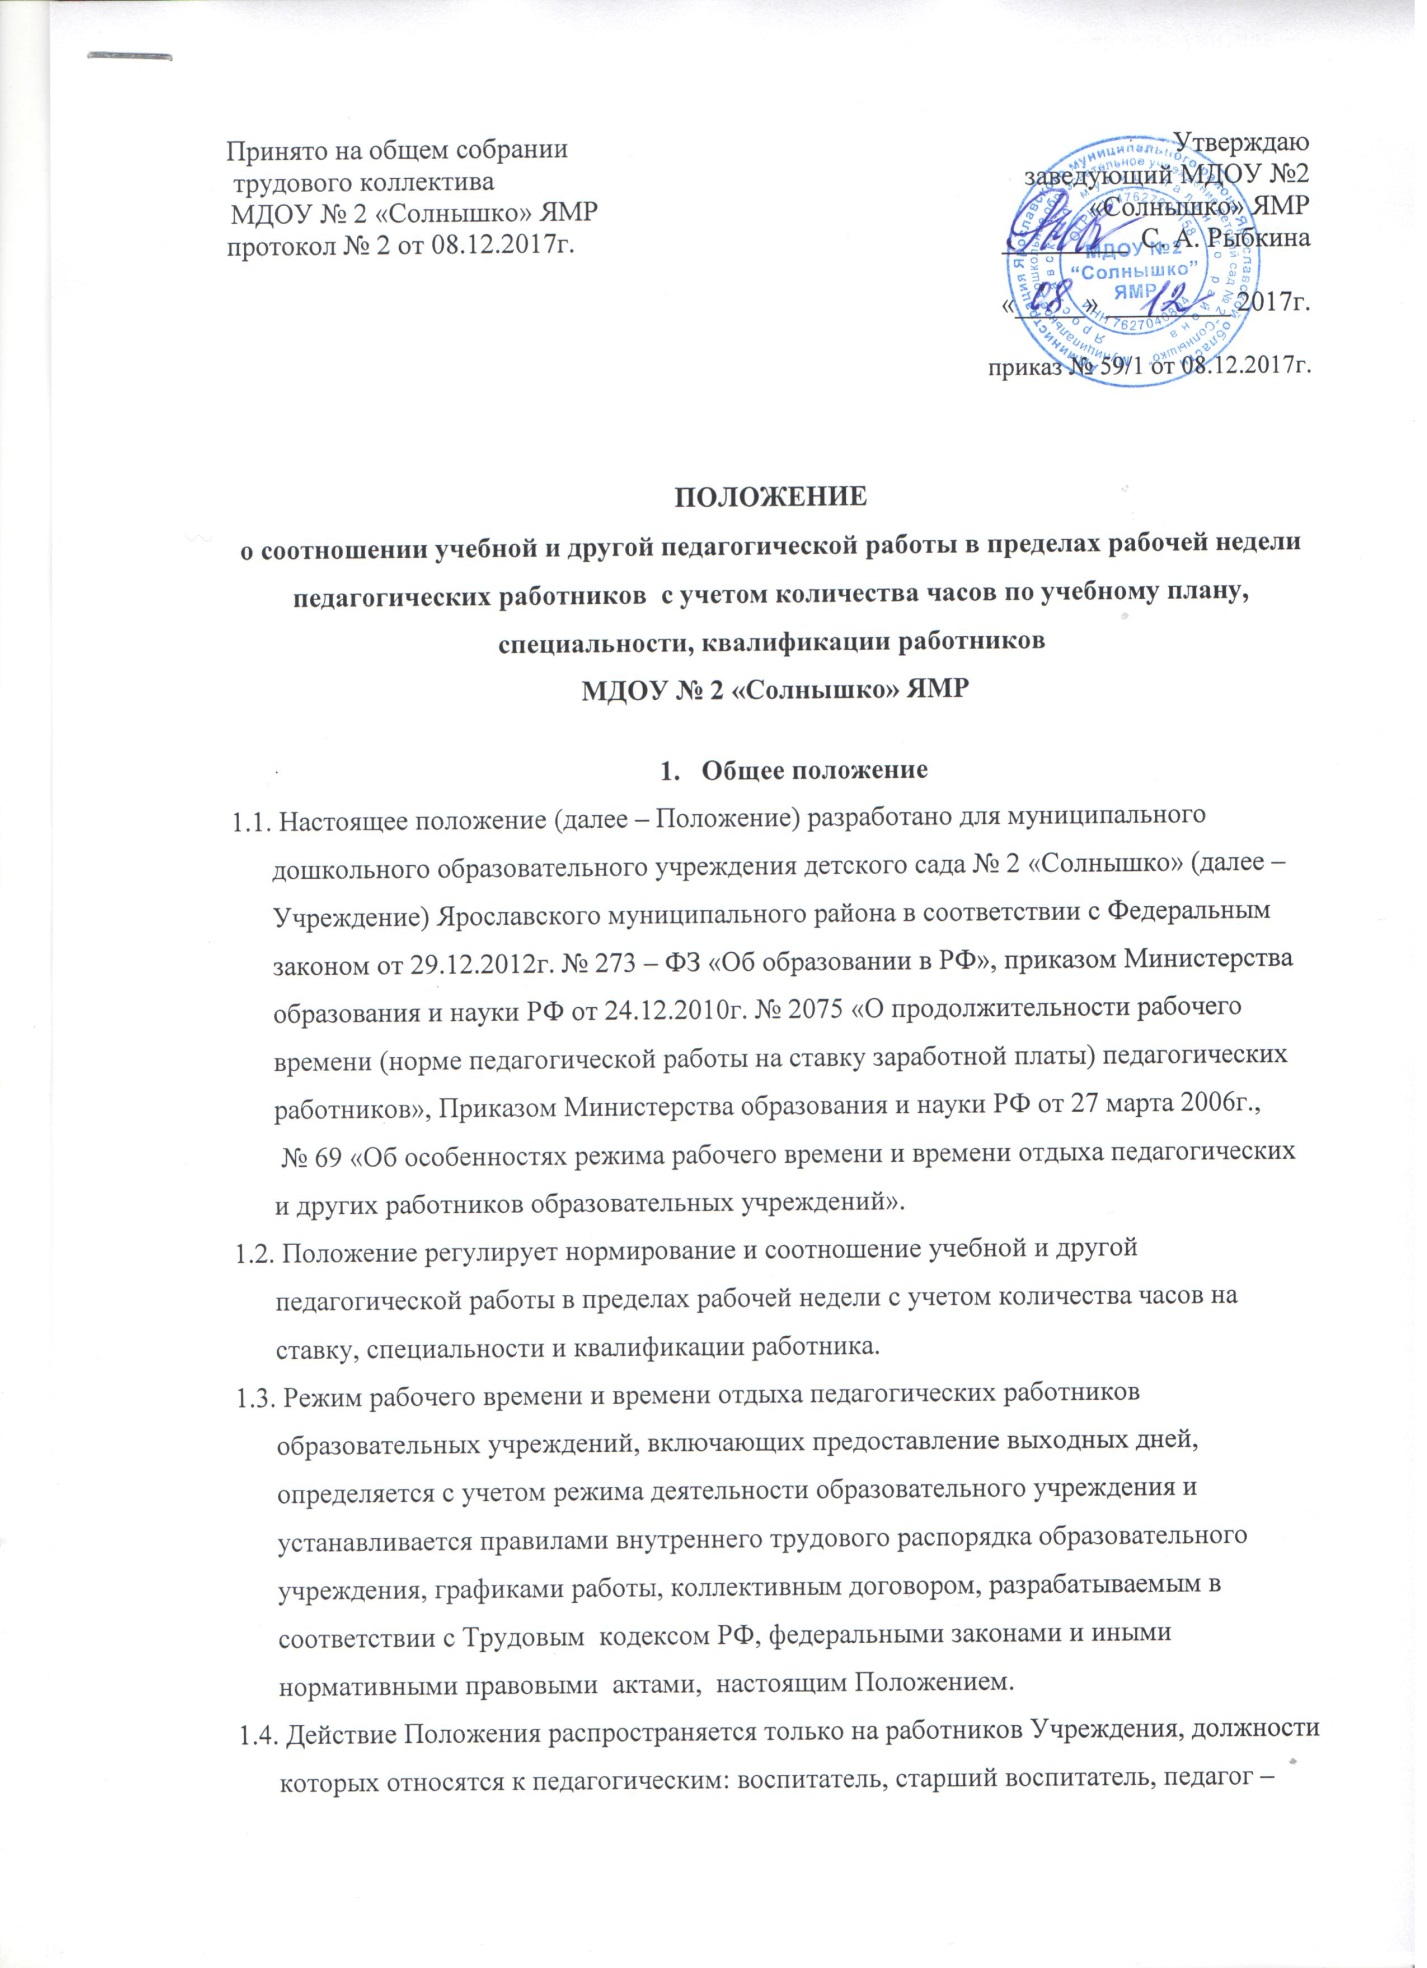 Принято на общем собрании
трудового коллектива
МДОУ № 2 «Солнышко» ЯМР
протокол № 2 от 08.12.2017г.
Утверждаю
заведующий МДОУ №2
«Солнышко» ЯМР
С. А. Рыбкина
«28» 12 2017г.
приказ № 59/1 от 08.12.2017г.
МДОУ №2
"Солнышко"
ЯМР
ПОЛОЖЕНИЕ
о соотношении учебной и другой педагогической работы в пределах рабочей недели
педагогических работников с учетом количества часов по учебному плану,
специальности, квалификации работников
МДОУ № 2 «Солнышко» ЯМР
1. Общее положение
1.1. Настоящее положение (далее – Положение) разработано для муниципального
дошкольного образовательного учреждения детского сада № 2 «Солнышко» (далее –
Учреждение) Ярославского муниципального района в соответствии с Федеральным
законом от 29.12.2012г. № 273 – ФЗ «Об образовании в РФ», приказом Министерства
образования и науки РФ от 24.12.2010г. № 2075 «О продолжительности рабочего
времени (норме педагогической работы на ставку заработной платы) педагогических
работников», Приказом Министерства образования и науки РФ от 27 марта 2006г.,
№ 69 «Об особенностях режима рабочего времени и времени отдыха педагогических
и других работников образовательных учреждений».
1.2. Положение регулирует нормирование и соотношение учебной и другой
педагогической работы в пределах рабочей недели с учетом количества часов на
ставку, специальности и квалификации работника.
1.3. Режим рабочего времени и времени отдыха педагогических работников
образовательных учреждений, включающих предоставление выходных дней,
определяется с учетом режима деятельности образовательного учреждения и
устанавливается правилами внутреннего трудового распорядка образовательного
учреждения, графиками работы, коллективным договором, разрабатываемым в
соответствии с Трудовым кодексом РФ, федеральными законами и иными
нормативными правовыми актами, настоящим Положением.
1.4. Действие Положения распространяется только на работников Учреждения, должности
которых относятся к педагогическим: воспитатель, старший воспитатель, педагог –